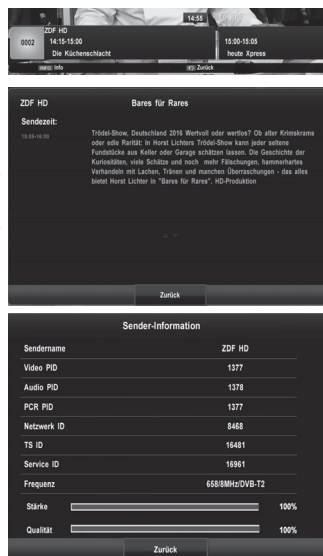 14:55
ZDF HD
0002 14:15-15:00 15:00-15:05
Die Küchenschlacht heute Xpress
INFO Info Zurück
ZDF HD Bares für Rares
Sendezeit:
Trödel-Show, Deutschland 2016 Wertvoll oder wertlos? Ob alter Krimskrams
oder edle Rarität: In Horst Lichters Trödel-Show kann jeder seltene
Fundstücke aus Keller oder Garage schätzen lassen. Die Geschichte der
Kuriositäten, viele Schätze und noch mehr Fälschungen, hammerhartes
Verhandeln mit Lachen, Tränen und manchen Überraschungen - das alles
bietet Horst Lichter in "Bares für Rares". HD-Produktion
Zurück
Sender-Information
Sendername ZDF HD
Video PID 1377
Audio PID 1378
PCR PID 1377
Netzwerk ID 8468
TS ID 16481
Service ID 16961
Frequenz 658/8MHz/DVB-T2
Stärke 100%
Qualität 100%
Zurück